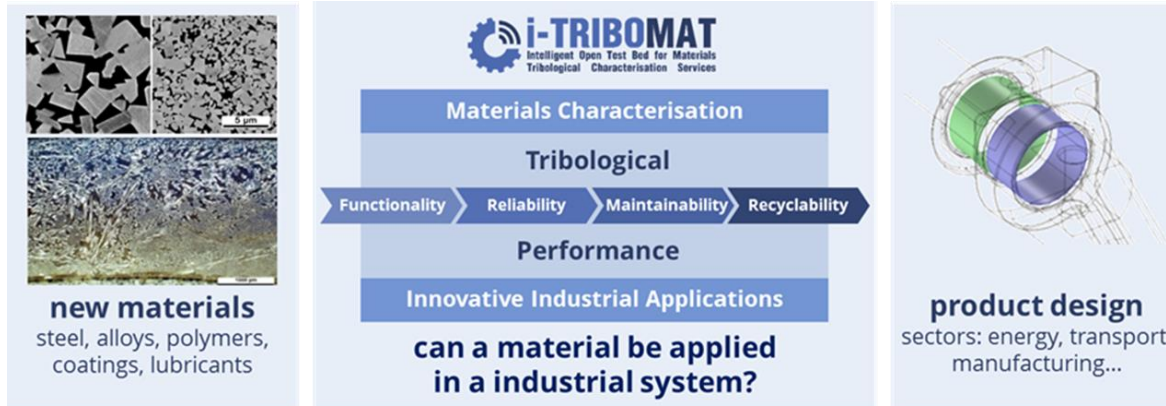 5 µm
new materials
steel, alloys, polymers,
coatings, lubricants
i-TRIBOMAT
Intelligent Open Test Bed for Materials
Tribological Characterisation Services
Materials Characterisation
Tribological
Functionality
Reliability
Maintainability
Recyclability
Performance
Innovative Industrial Applications
can a material be applied
in a industrial system?
product design
sectors: energy, transport
manufacturing...